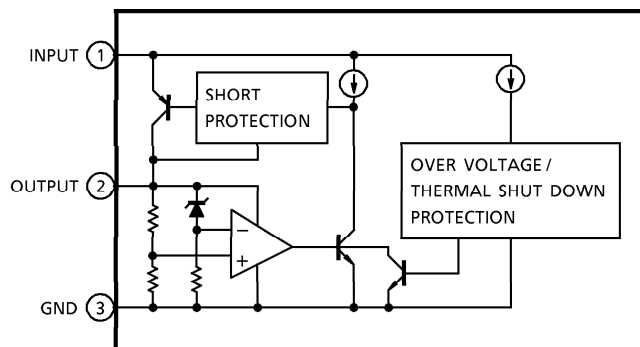 INPUT 1
SHORT
PROTECTION
OVER VOLTAGE /
THERMAL SHUT DOWN
PROTECTION
OUTPUT 2
−
+
GND 3